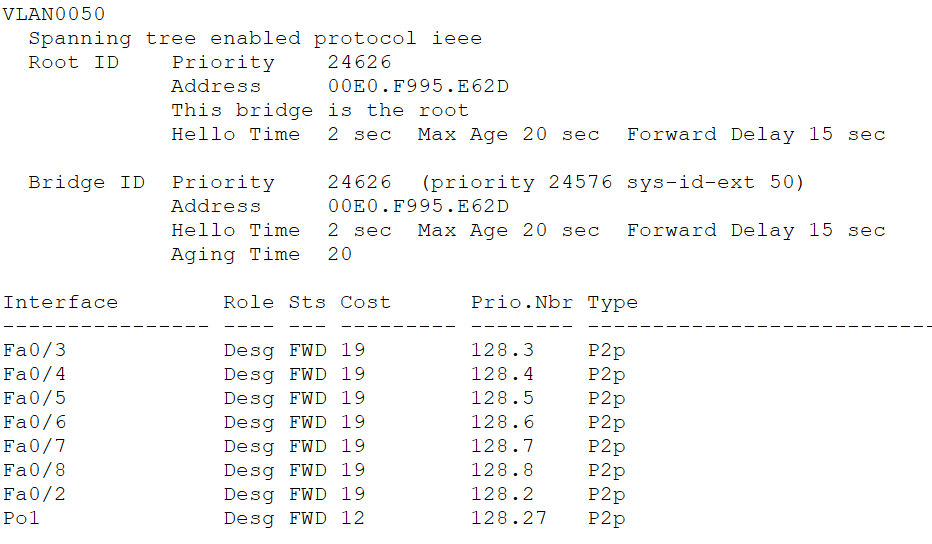 VLAN0050
  Spanning tree enabled protocol ieee
  Root ID    Priority    24626
             Address     00E0.F995.E62D
             This bridge is the root
             Hello Time  2 sec  Max Age 20 sec  Forward Delay 15 sec

  Bridge ID  Priority    24626  (priority 24576 sys-id-ext 50)
             Address     00E0.F995.E62D
             Hello Time  2 sec  Max Age 20 sec  Forward Delay 15 sec
             Aging Time  20

Interface        Role Sts Cost      Prio.Nbr Type
---------------- ---- --- --------- -------- ---------------------------
Fa0/3            Desg FWD 19        128.3    P2p
Fa0/4            Desg FWD 19        128.4    P2p
Fa0/5            Desg FWD 19        128.5    P2p
Fa0/6            Desg FWD 19        128.6    P2p
Fa0/7            Desg FWD 19        128.7    P2p
Fa0/8            Desg FWD 19        128.8    P2p
Fa0/2            Desg FWD 19        128.2    P2p
Po1              Desg FWD 12        128.27   P2p